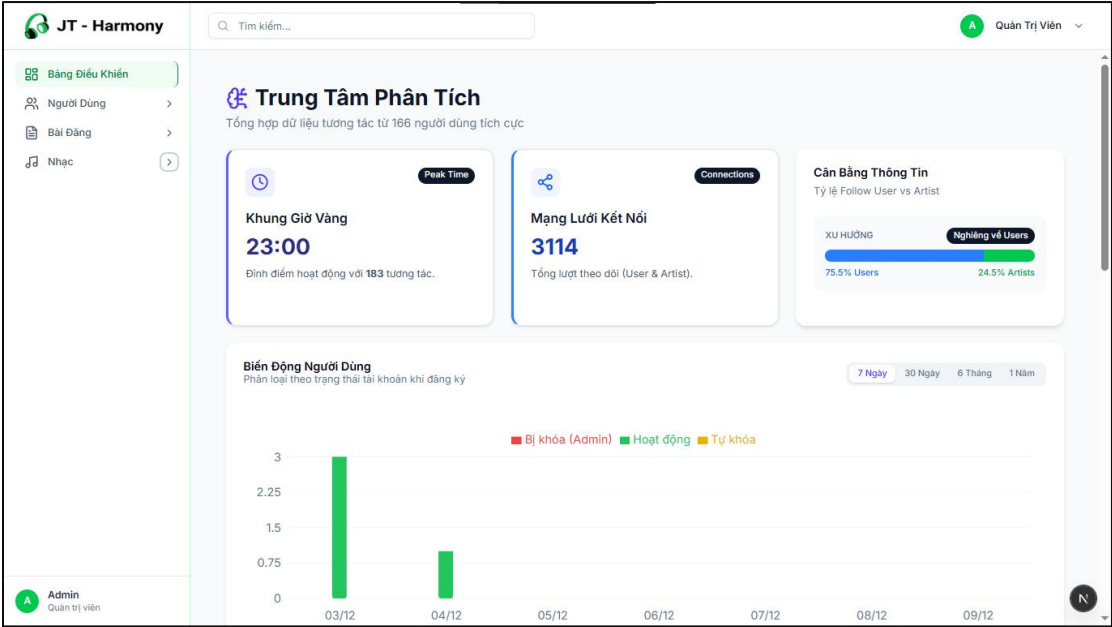 JT - Harmony
Tìm kiếm...
A
Quản Trị Viên
Bảng Điều Khiển
Người Dùng
Bài Đăng
Nhạc
Trung Tâm Phân Tích
Tổng hợp dữ liệu tương tác từ 166 người dùng tích cực
Peak Time
Khung Giờ Vàng
23:00
Đỉnh điểm hoạt động với 183 tương tác.
Connections
Mạng Lưới Kết Nối
3114
Tổng lượt theo dõi (User & Artist).
Cân Bằng Thông Tin
Tỷ lệ Follow User vs Artist
XU HƯỚNG
Nghiêng về Users
75.5% Users
24.5% Artists
Biến Động Người Dùng
Phân loại theo trạng thái tài khoản khi đăng ký
7 Ngày
30 Ngày
6 Tháng
1 Năm
Bị khóa (Admin) Hoạt động Tự khóa
3
2.25
1.5
0.75
0
03/12 04/12 05/12 06/12 07/12 08/12 09/12
A
Admin
Quản trị viên
N